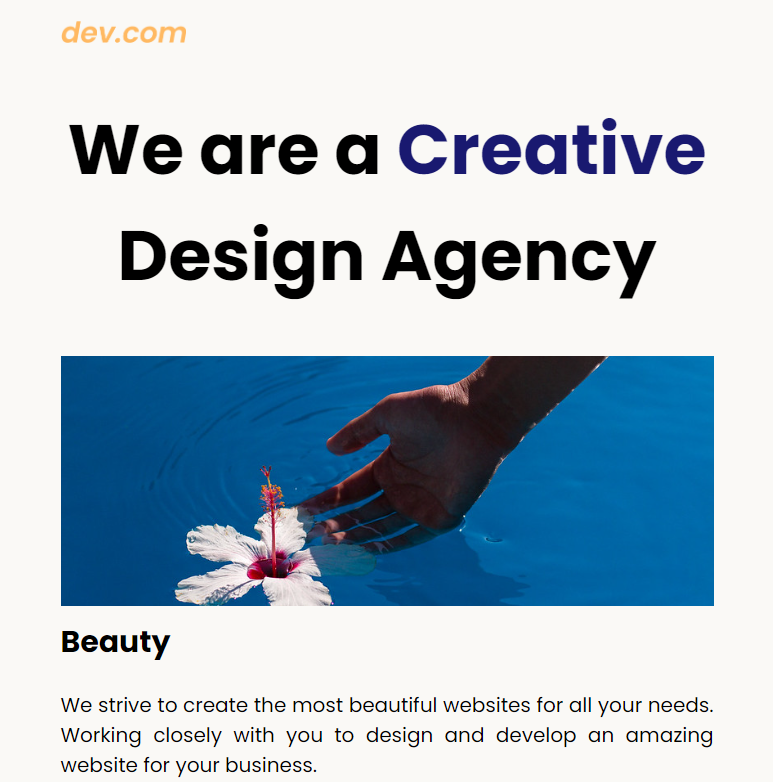 dev.com
We are a Creative
Design Agency
Beauty
We strive to create the most beautiful websites for all your needs.
Working closely with you to design and develop an amazing
website for your business.